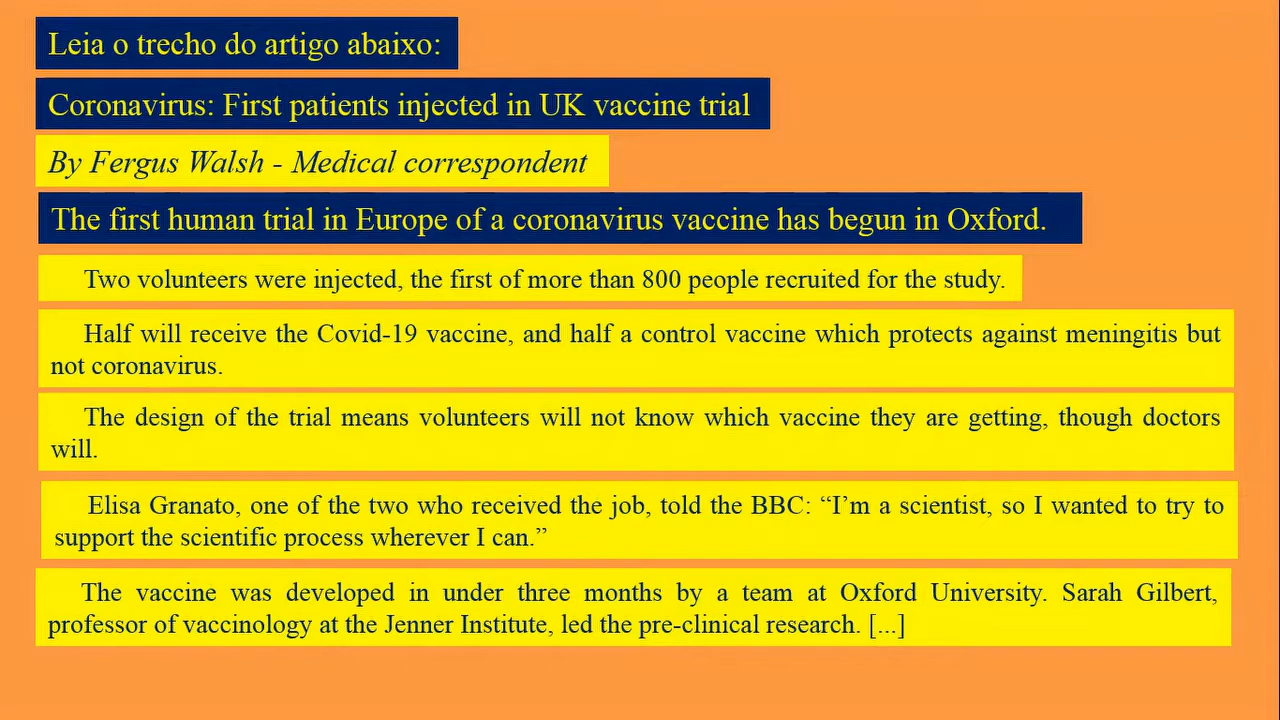 Leia o trecho do artigo abaixo:
Coronavirus: First patients injected in UK vaccine trial
By Fergus Walsh - Medical correspondent
The first human trial in Europe of a coronavirus vaccine has begun in Oxford.
Two volunteers were injected, the first of more than 800 people recruited for the study.
Half will receive the Covid-19 vaccine, and half a control vaccine which protects against meningitis but
not coronavirus.
The design of the trial means volunteers will not know which vaccine they are getting, though doctors
will.
Elisa Granato, one of the two who received the job, told the BBC: “I’m a scientist, so I wanted to try to
support the scientific process wherever I can.”
The vaccine was developed in under three months by a team at Oxford University. Sarah Gilbert,
professor of vaccinology at the Jenner Institute, led the pre-clinical research. [...]